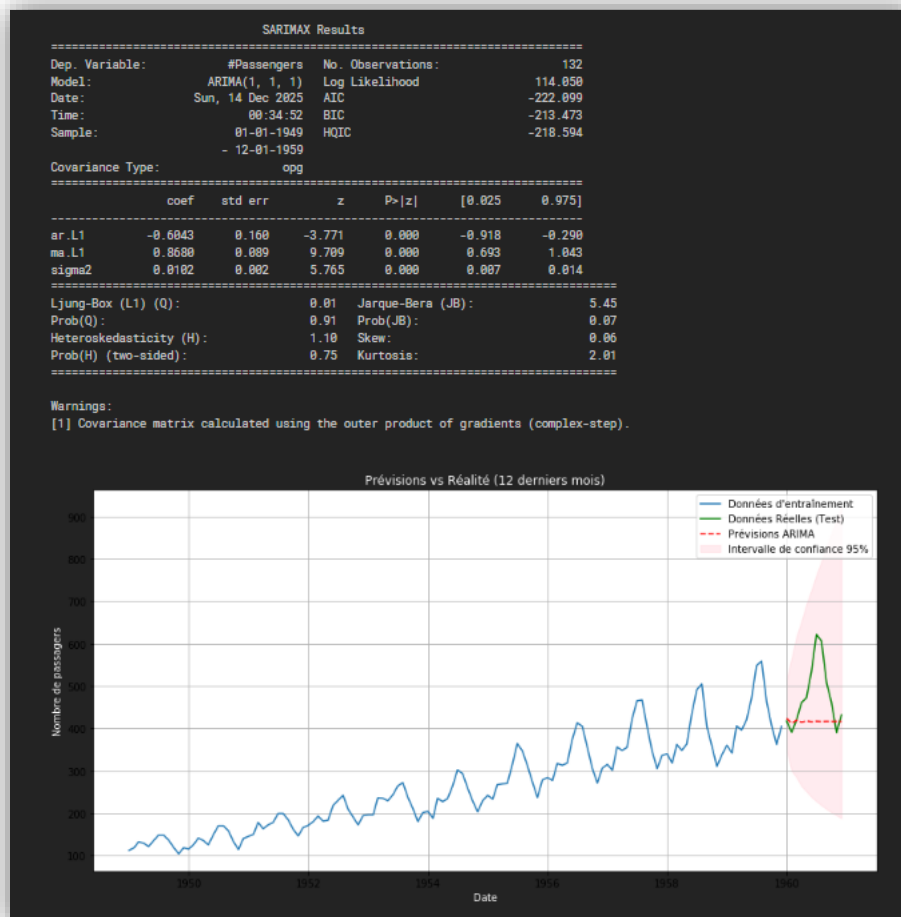 SARIMAX Results
==============================================================================
Dep. Variable: #Passengers No. Observations: 132
Model: ARIMA(1, 1, 1) Log Likelihood 114.050
Date: Sun, 14 Dec 2025 AIC -222.099
Time: 00:34:52 BIC -213.473
Sample: 01-01-1949 HQIC -218.594
- 12-01-1959
Covariance Type: opg
==============================================================================
coef std err z P>|z| [0.025 0.975]
------------------------------------------------------------------------------
ar.L1 -0.6043 0.160 -3.771 0.000 -0.918 -0.290
ma.L1 0.8680 0.089 9.709 0.000 0.693 1.043
sigma2 0.0102 0.002 5.765 0.000 0.007 0.014
===================================================================================
Ljung-Box (L1) (Q): 0.01 Jarque-Bera (JB): 5.45
Prob(Q): 0.91 Prob(JB): 0.07
Heteroskedasticity (H): 1.10 Skew: 0.06
Prob(H) (two-sided): 0.75 Kurtosis: 2.01
===================================================================================
Warnings:
[1] Covariance matrix calculated using the outer product of gradients (complex-step).
Prévisions vs Réalité (12 derniers mois)
Données d'entraînement
Données Réelles (Test)
Prévisions ARIMA
Intervalle de confiance 95%
900
800
700
600
500
400
300
200
100
Nombre de passagers
1950 1952 1954 1956 1958 1960
Date